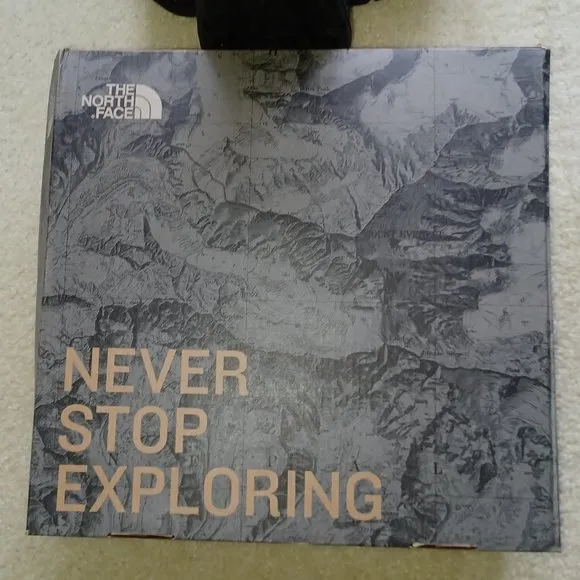 THE
NORTH
FACE
NEVER
STOP
EXPLORING